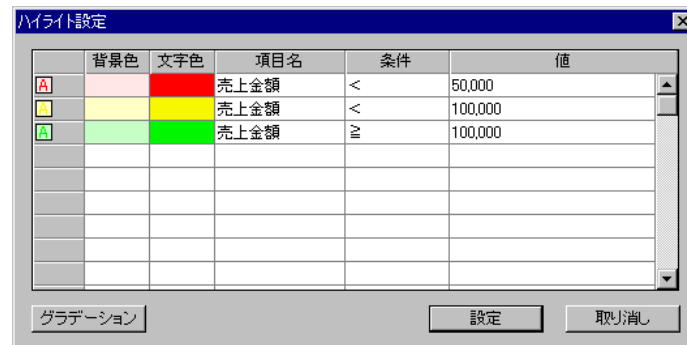 ハイライト設定
背景色 文字色 項目名 条件 値
A 売上金額 < 50,000
A 売上金額 < 100,000
A 売上金額 ≧ 100,000
グラデーション 設定 取り消し